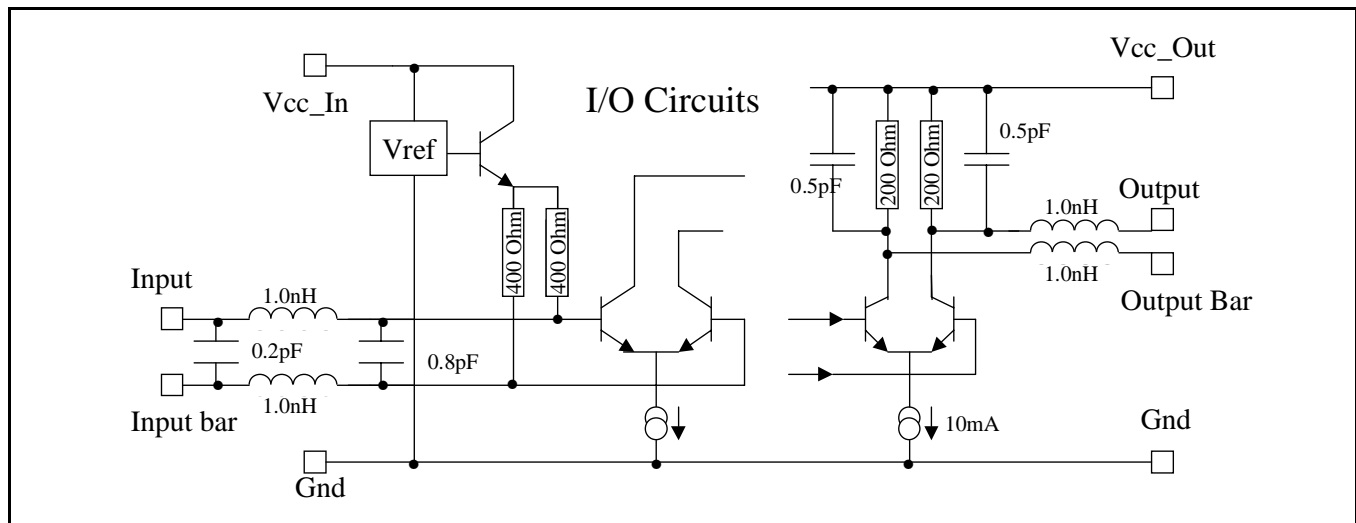 Vcc_Out
Vcc_In
I/O Circuits
Vref
0.5pF
200 Ohm
200 Ohm
0.5pF
400 Ohm
400 Ohm
Output
1.0nH
1.0nH
Output Bar
Input
1.0nH
0.2pF
0.8pF
1.0nH
Input bar
10mA
Gnd
Gnd